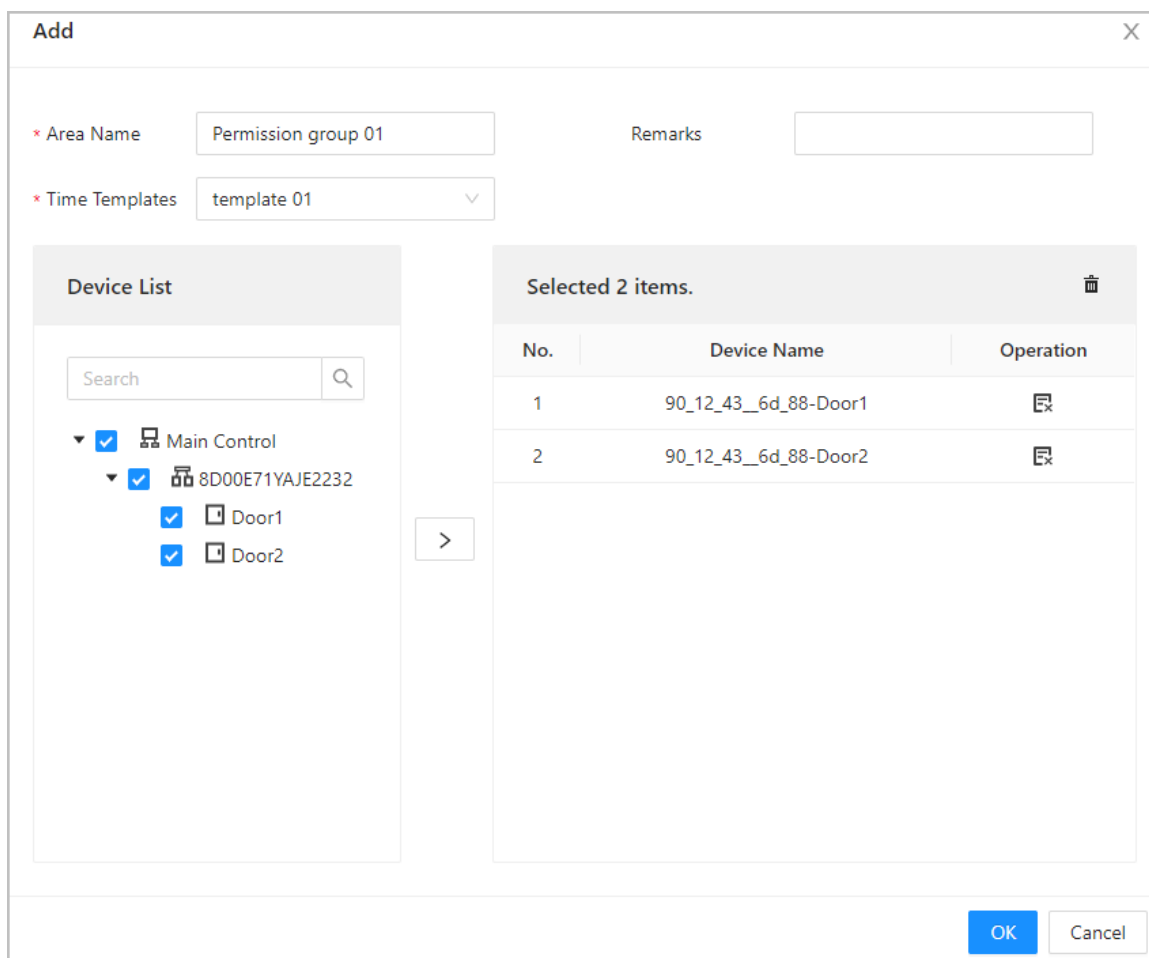 Add
* Area Name Permission group 01 Remarks
* Time Templates template 01
Device List
Search
Main Control
8D00E71YAJE2232
Door1
Door2
>
Selected 2 items.
No. Device Name Operation
1 90_12_43__6d_88-Door1
2 90_12_43__6d_88-Door2
OK Cancel